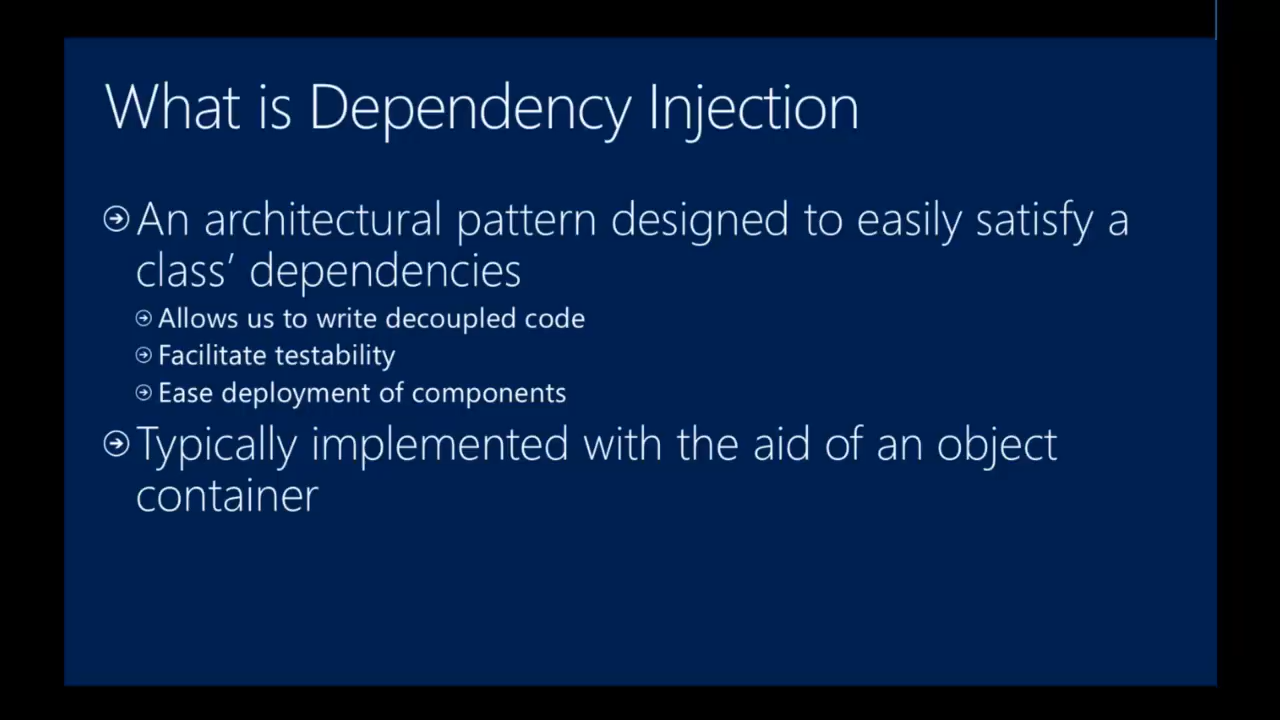 What is Dependency Injection
An architectural pattern designed to easily satisfy a
class’ dependencies
Allows us to write decoupled code
Facilitate testability
Ease deployment of components
Typically implemented with the aid of an object
container